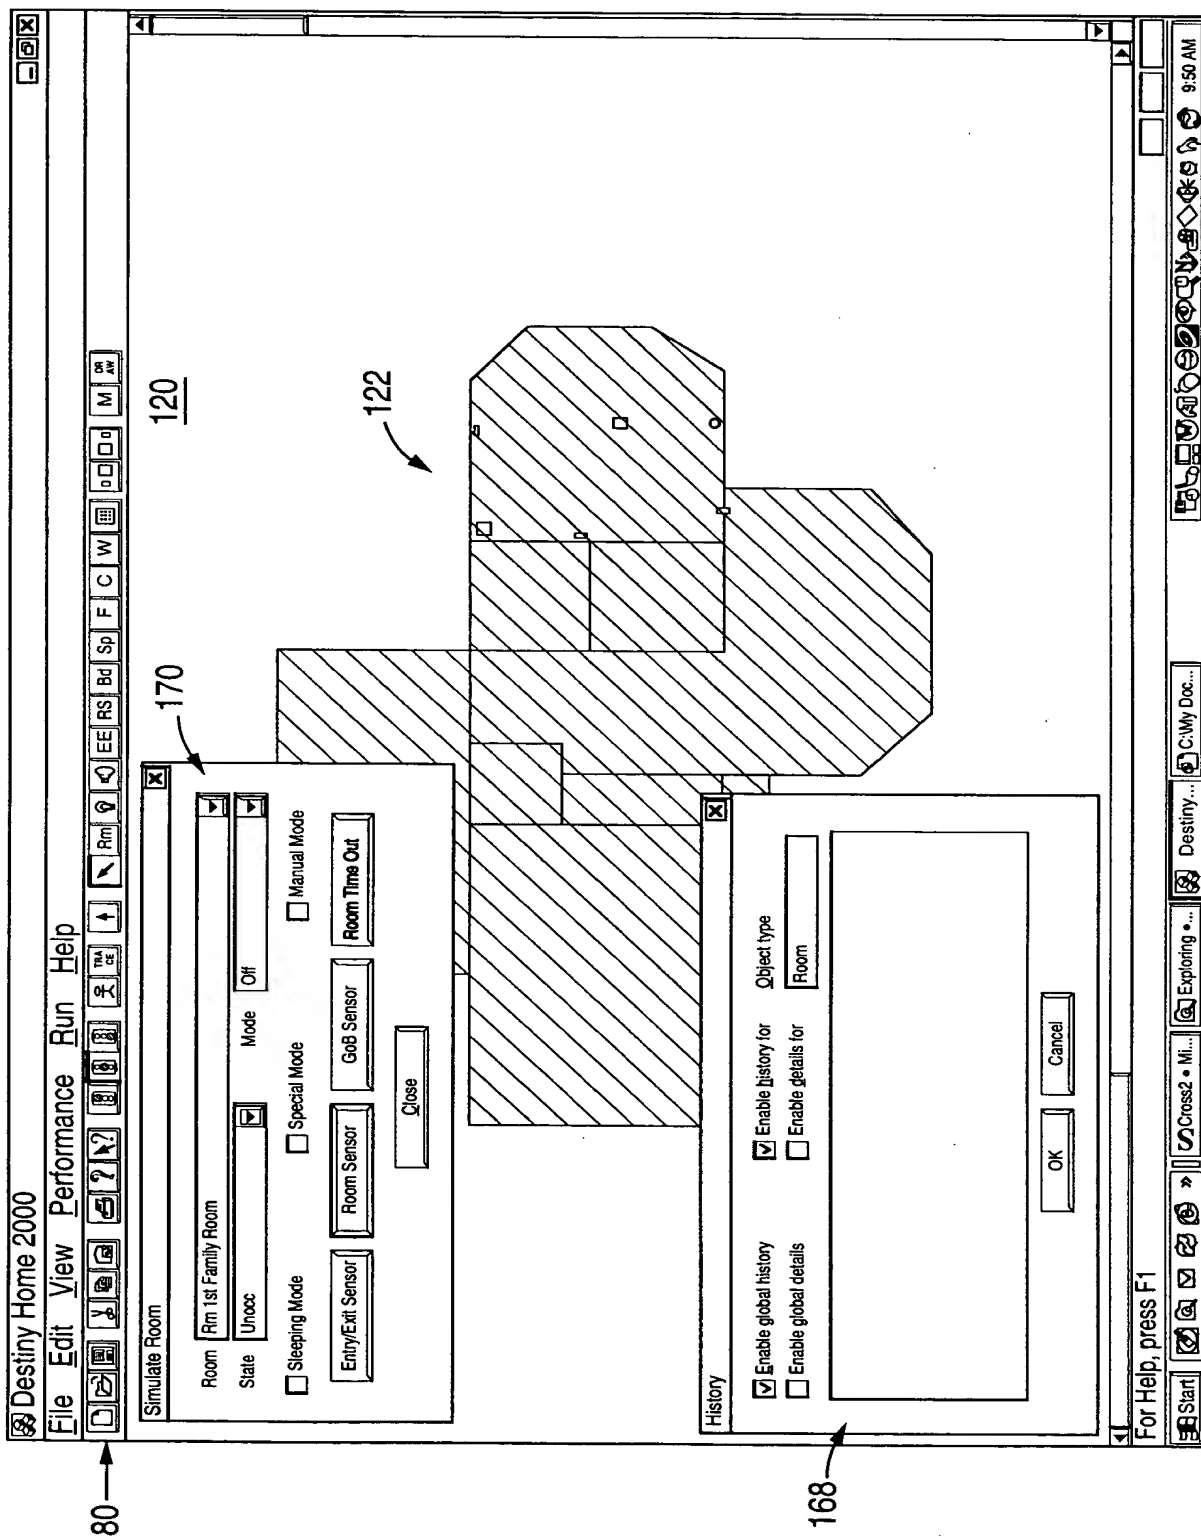 Destiny Home 2000
File Edit View Performance Run Help
80
Rm EE RS Bd Sp F C W M DR AW
TRA CE
120
122
Simulate Room
170
Room Rm 1st Family Room
State Unocc Mode Off
Sleeping Mode Special Mode Manual Mode
Entry/Exit Sensor Room Sensor GoB Sensor Room Time Out
Close
History
168
Enable global history Enable history for Object type
Enable global details Enable details for Room
OK Cancel
For Help, press F1
Start » Cross2 • Mi... Exploring •... Destiny... C:\My Doc... 9:50 AM